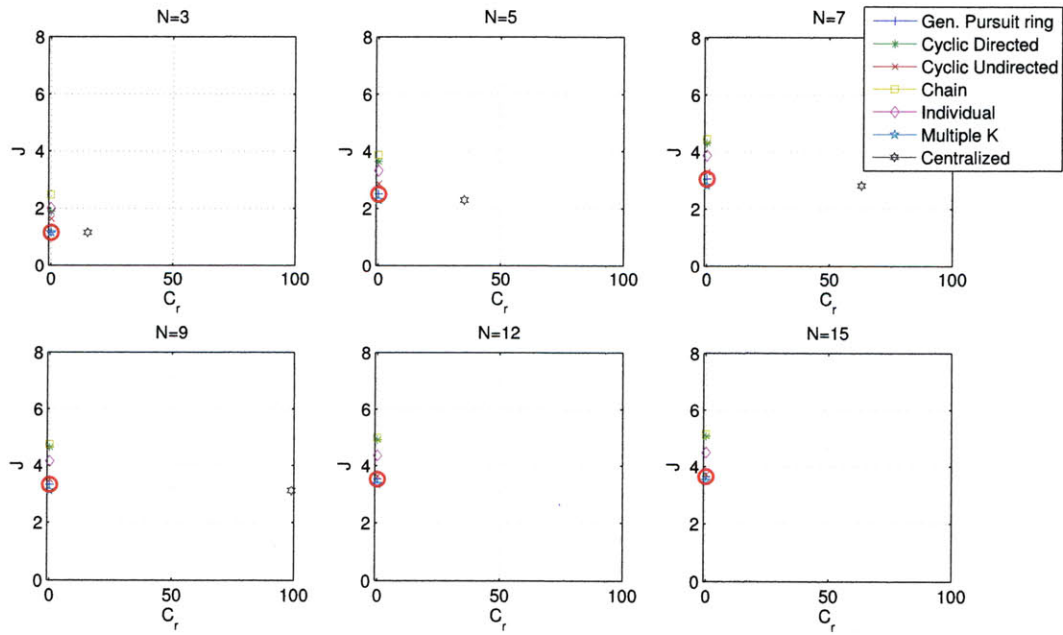 N=3
8
6
4
2
0
J
0 50 100
C_r
N=5
8
6
4
2
0
J
0 50 100
C_r
N=7
8
6
4
2
0
J
0 50 100
C_r
Gen. Pursuit ring
Cyclic Directed
Cyclic Undirected
Chain
Individual
Multiple K
Centralized
N=9
8
6
4
2
0
J
0 50 100
C_r
N=12
8
6
4
2
0
J
0 50 100
C_r
N=15
8
6
4
2
0
J
0 50 100
C_r